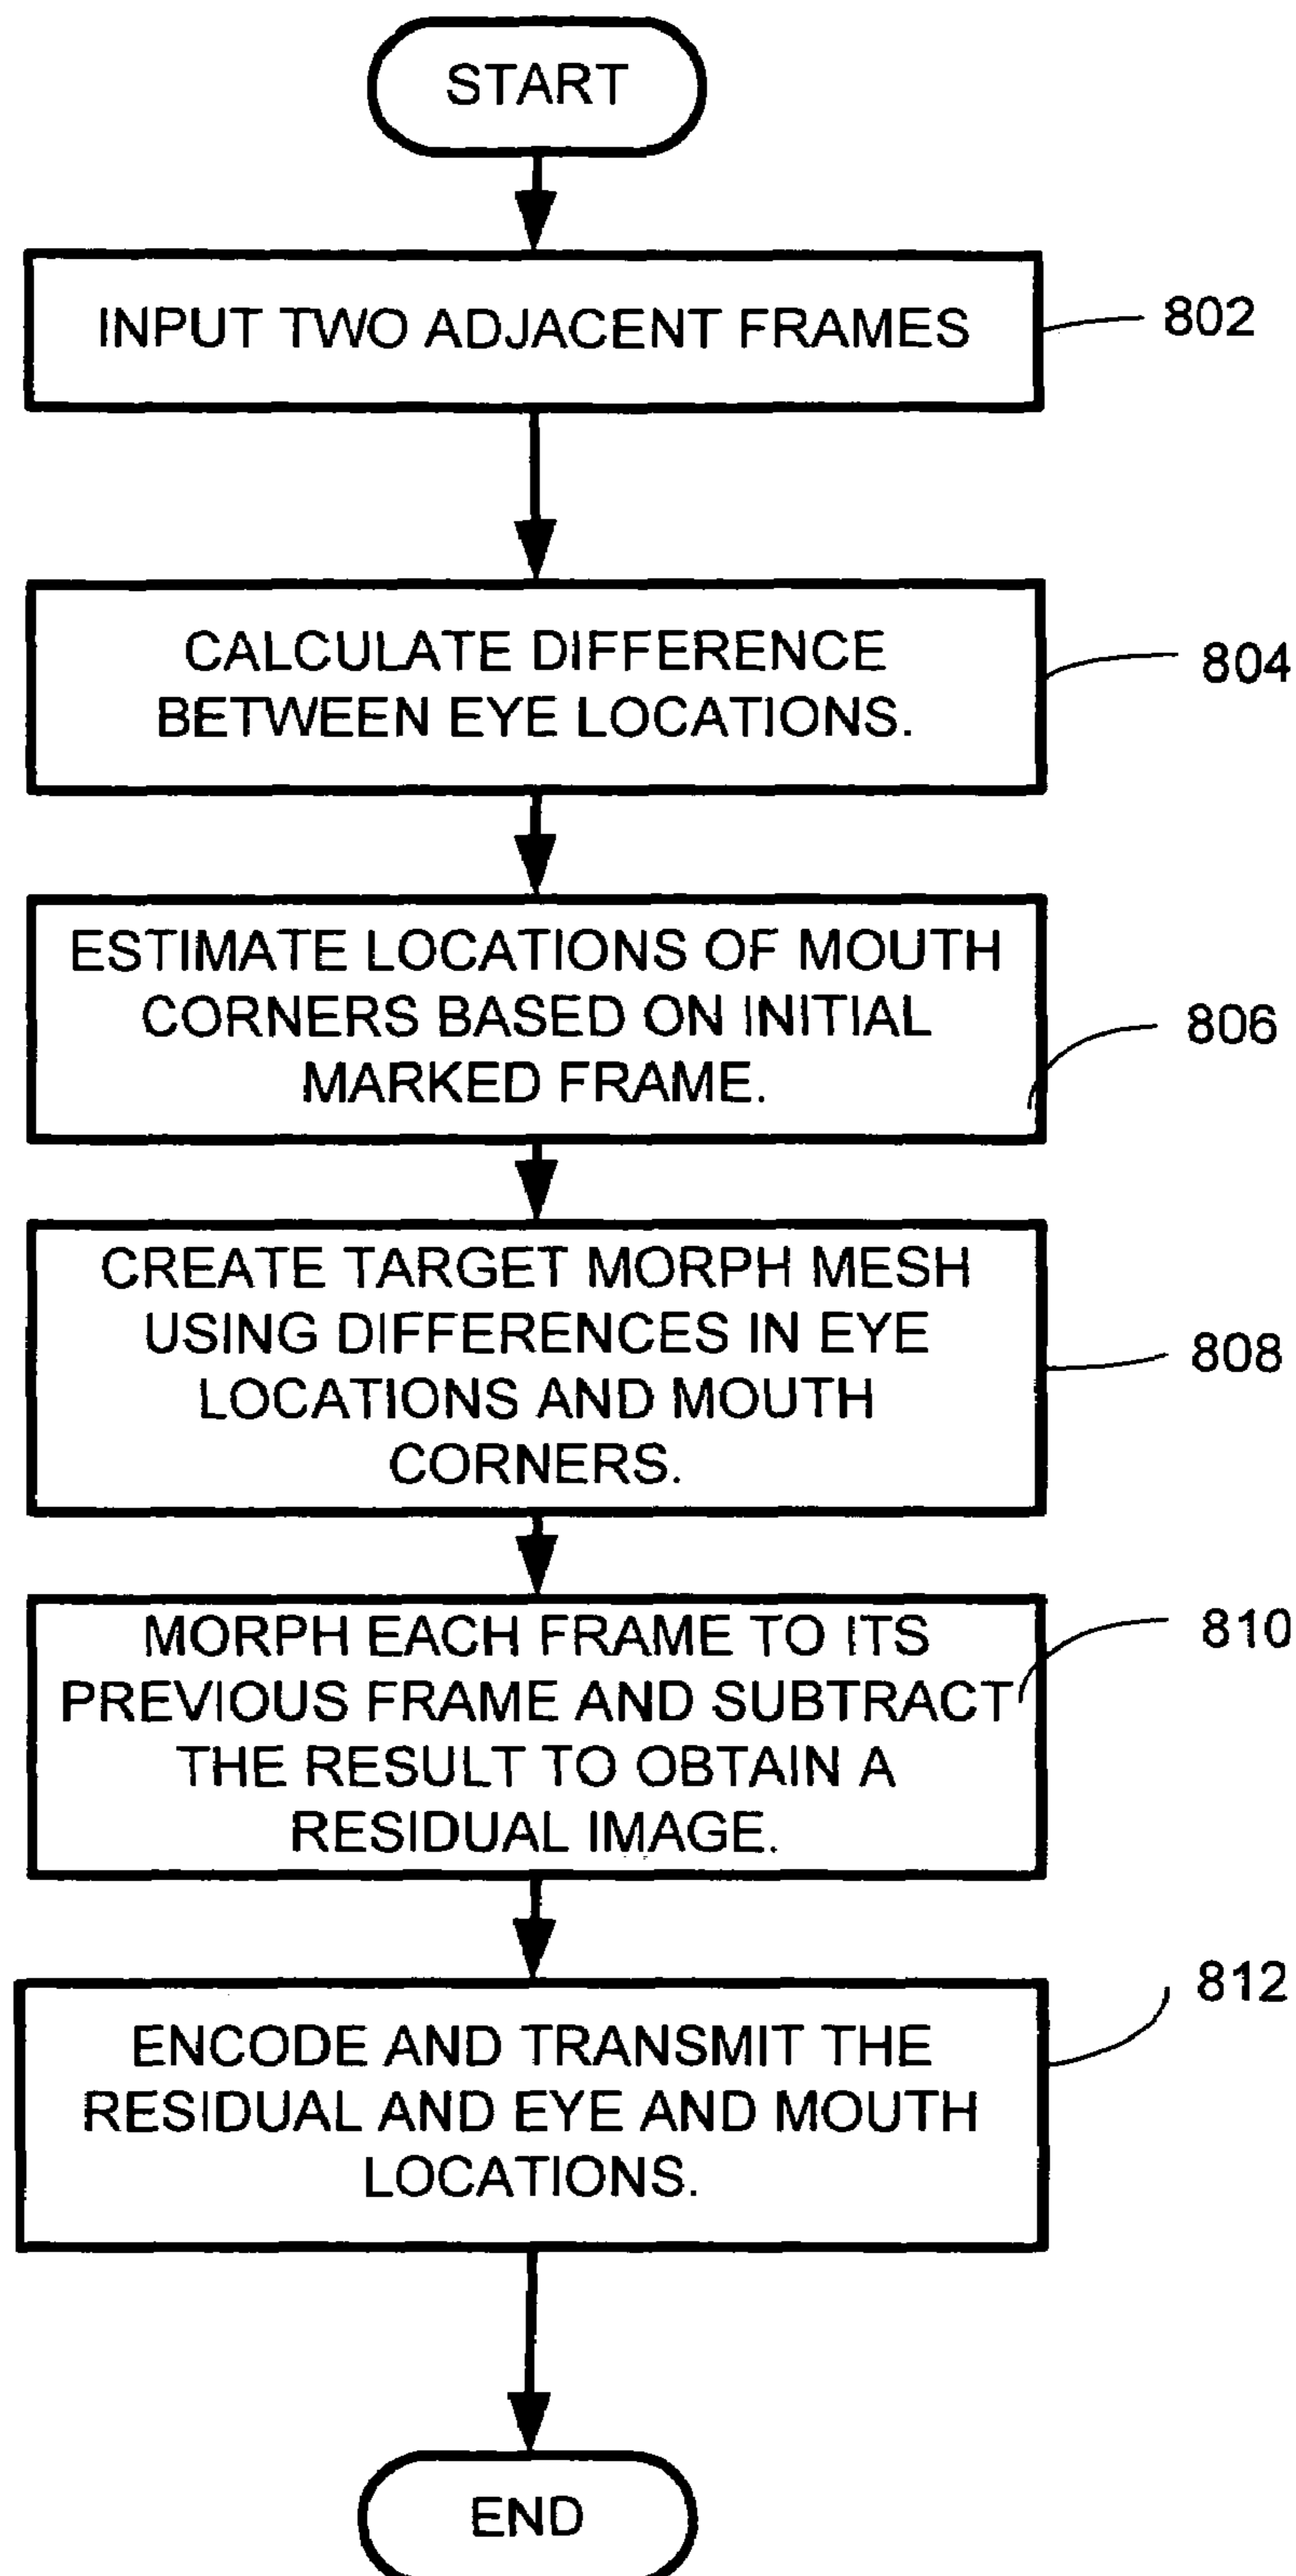 START
INPUT TWO ADJACENT FRAMES
802
CALCULATE DIFFERENCE
BETWEEN EYE LOCATIONS.
804
ESTIMATE LOCATIONS OF MOUTH
CORNERS BASED ON INITIAL
MARKED FRAME.
806
CREATE TARGET MORPH MESH
USING DIFFERENCES IN EYE
LOCATIONS AND MOUTH
CORNERS.
808
MORPH EACH FRAME TO ITS
PREVIOUS FRAME AND SUBTRACT
THE RESULT TO OBTAIN A
RESIDUAL IMAGE.
810
ENCODE AND TRANSMIT THE
RESIDUAL AND EYE AND MOUTH
LOCATIONS.
812
END